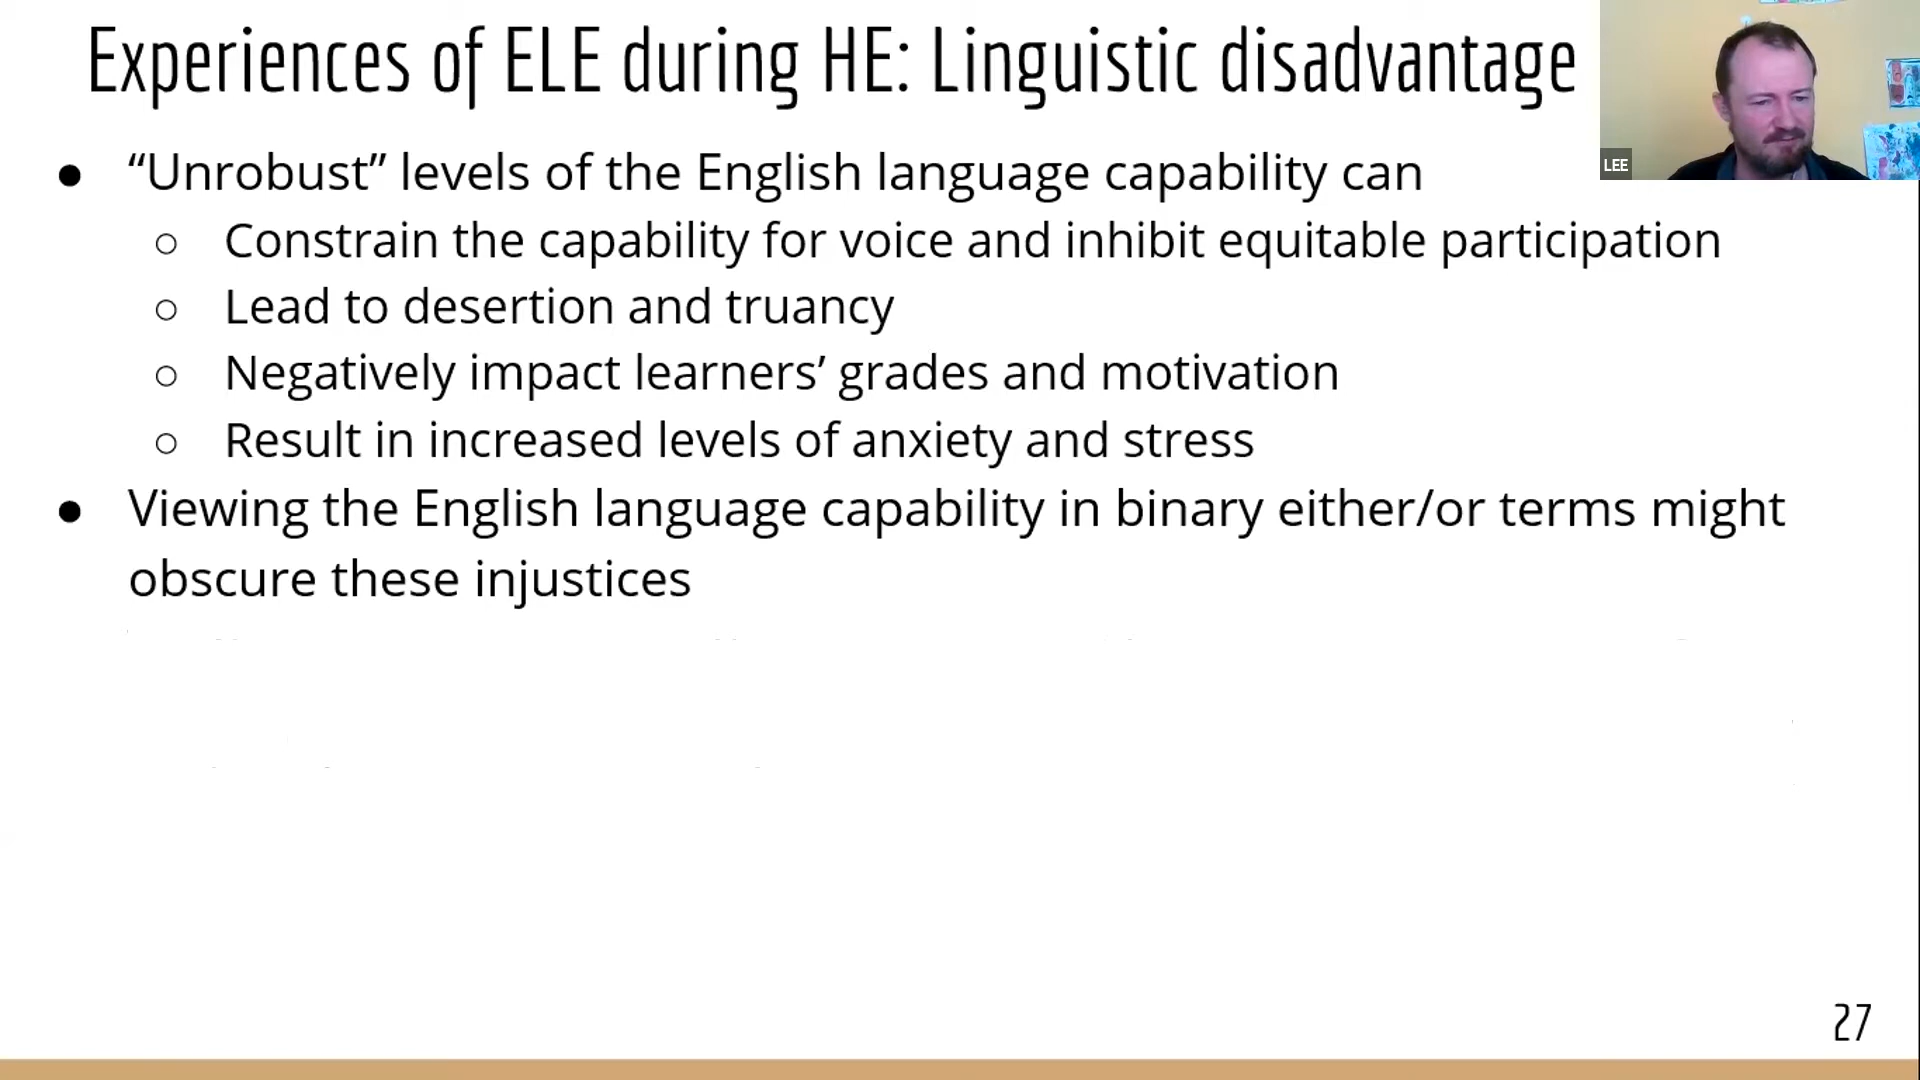 Experiences of ELE during HE: Linguistic disadvantage
LEE
● “Unrobust” levels of the English language capability can
○ Constrain the capability for voice and inhibit equitable participation
○ Lead to desertion and truancy
○ Negatively impact learners’ grades and motivation
○ Result in increased levels of anxiety and stress
● Viewing the English language capability in binary either/or terms might
obscure these injustices
27